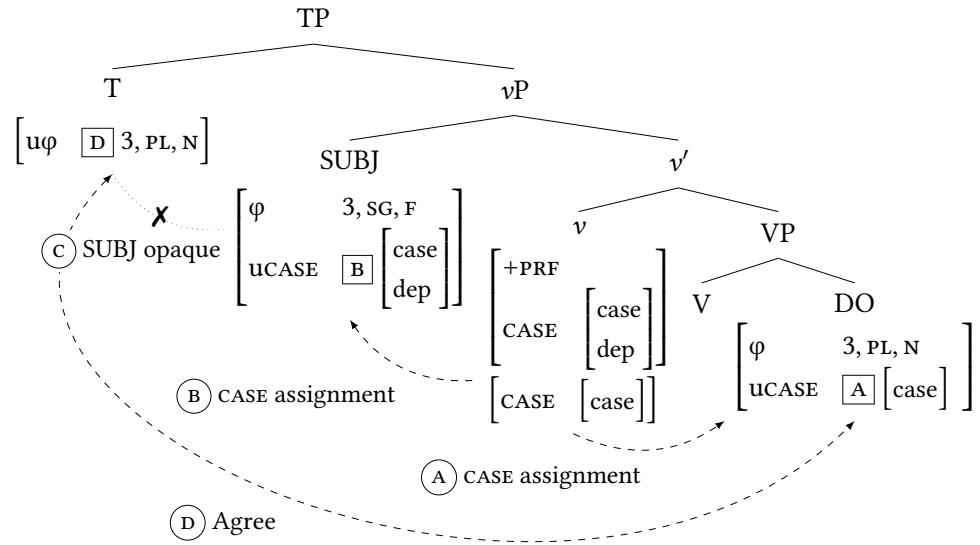 TP
T
vP
[uφ D 3, PL, N]
SUBJ
v′
[φ 3, SG, F
uCASE B [case
dep]]
✗
C SUBJ opaque
v
VP
[+PRF
CASE [case
dep]]
[CASE [case]]
V
DO
[φ 3, PL, N
uCASE A [case]]
B CASE assignment
A CASE assignment
D Agree